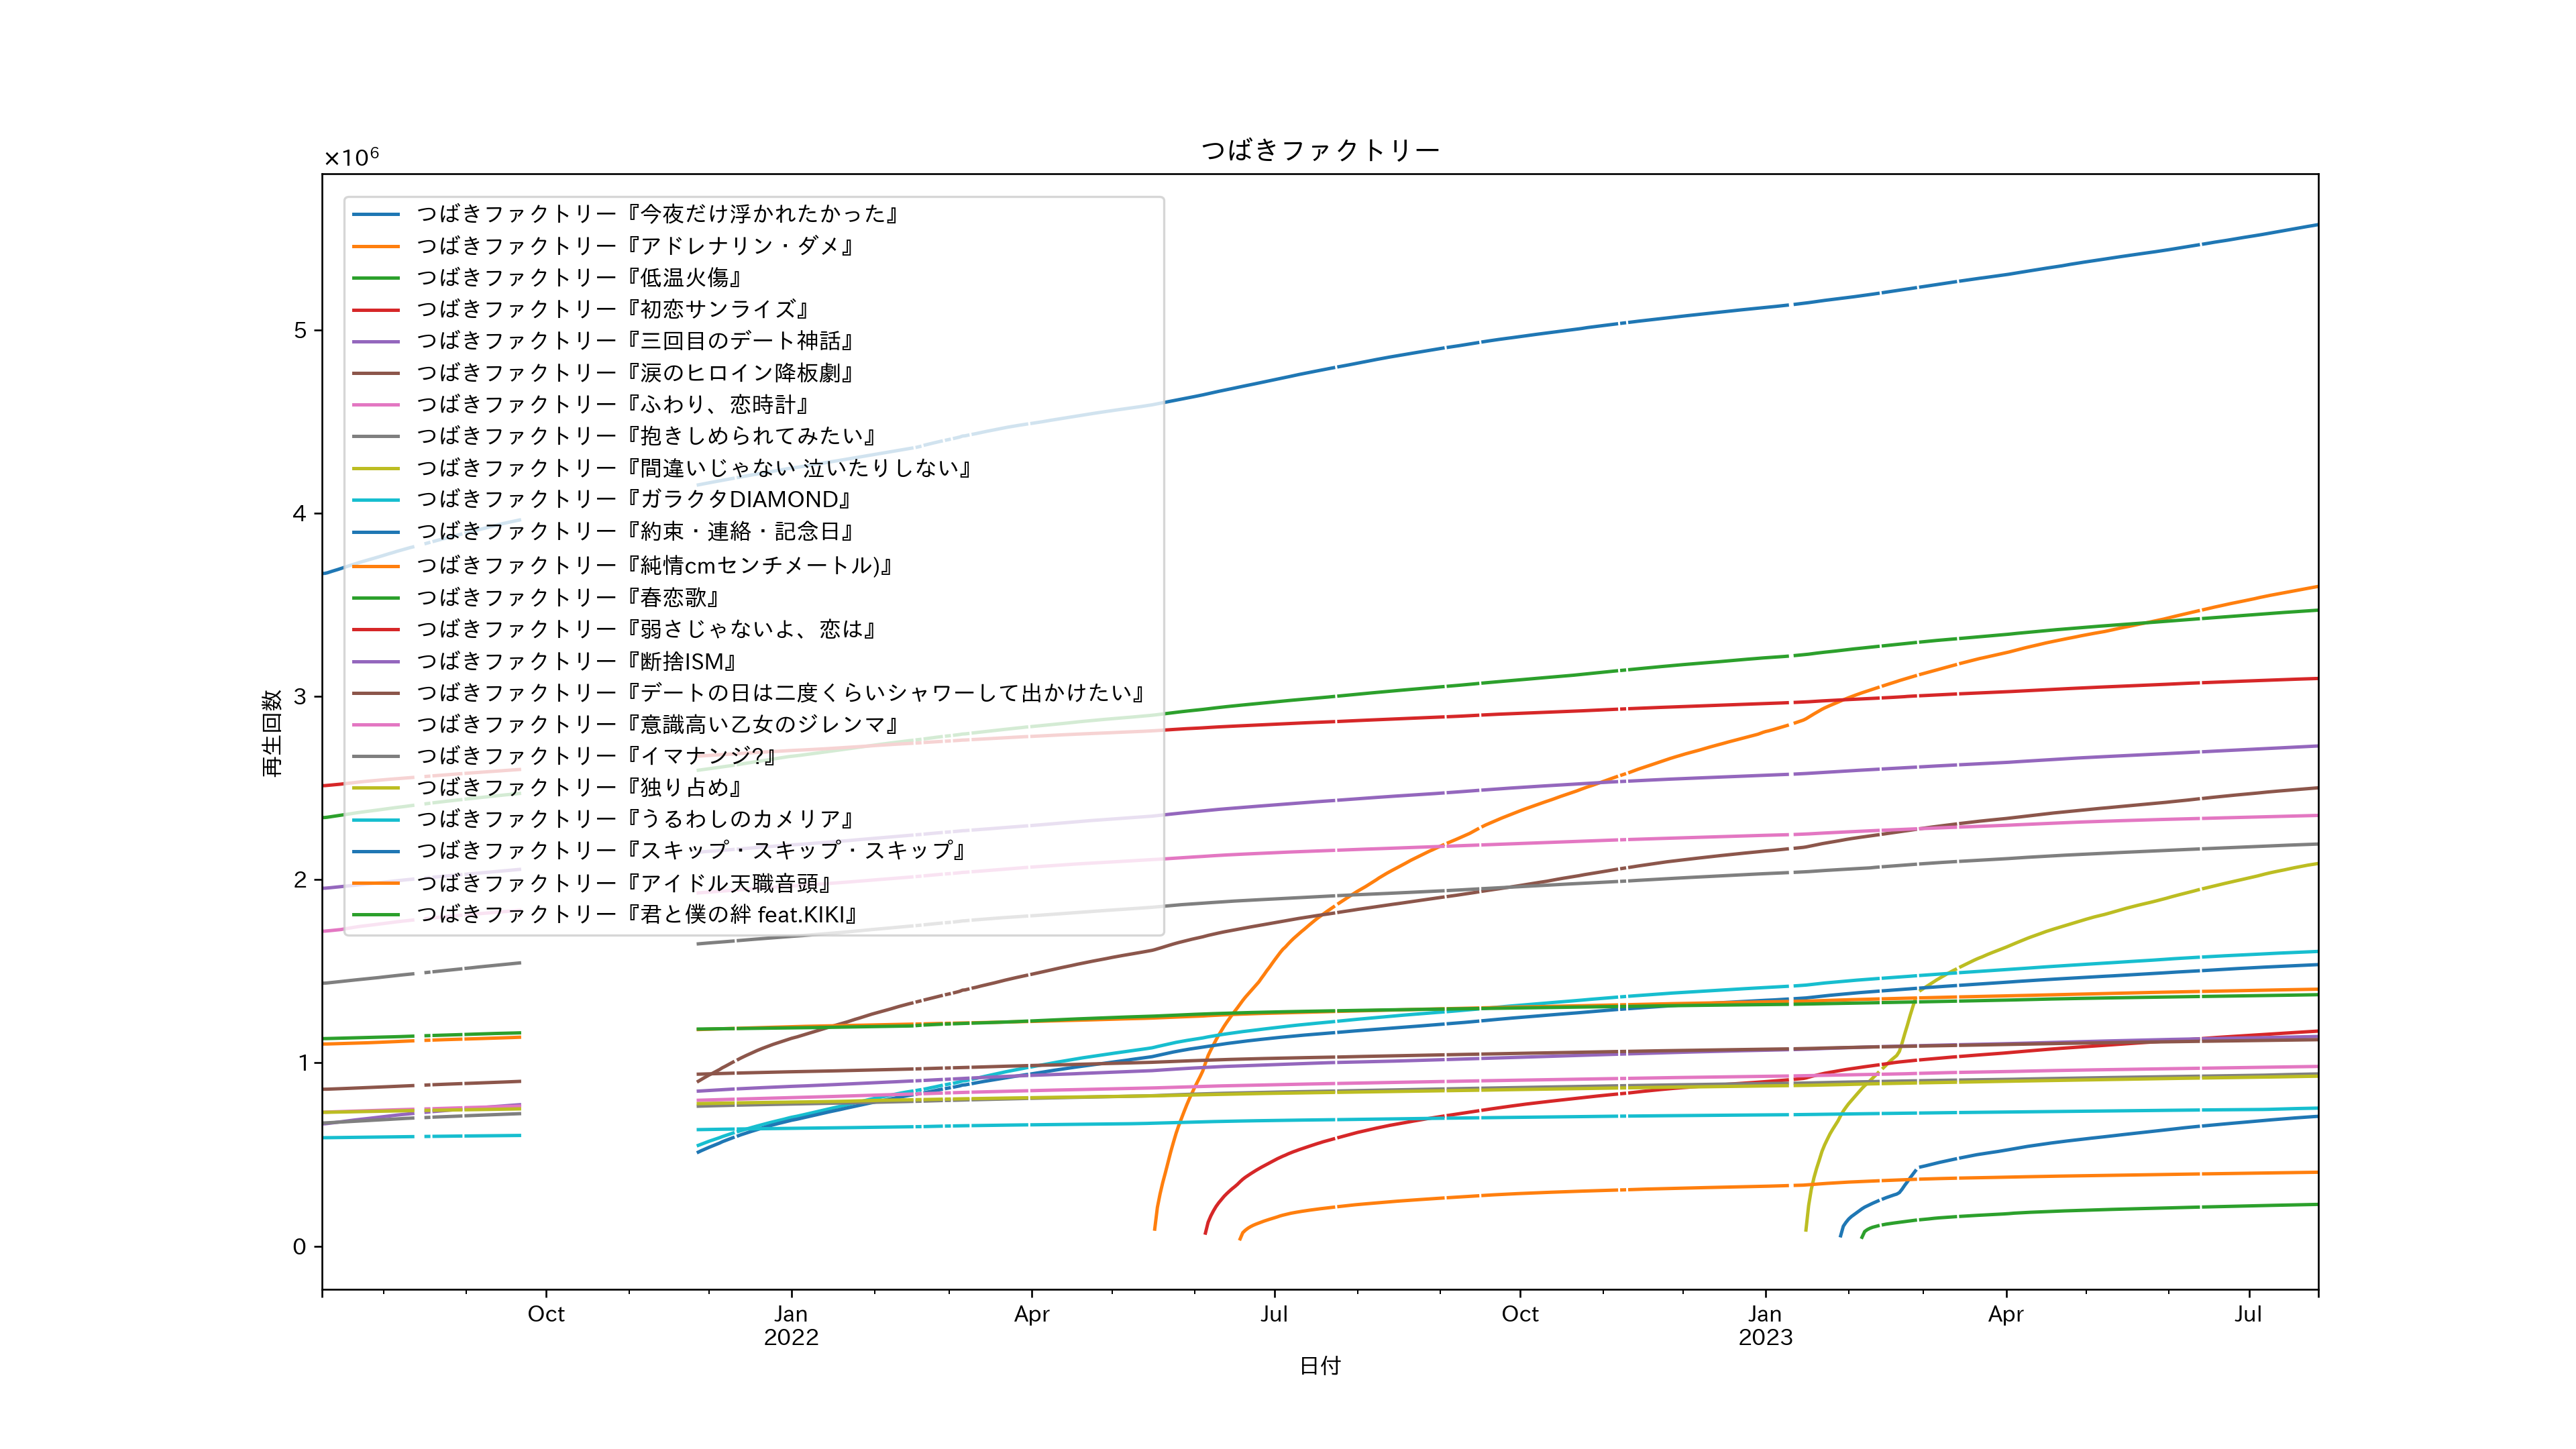 つばきファクトリー
×10⁶
つばきファクトリー『今夜だけ浮かれたかった』
つばきファクトリー『アドレナリン・ダメ』
つばきファクトリー『低温火傷』
つばきファクトリー『初恋サンライズ』
つばきファクトリー『三回目のデート神話』
つばきファクトリー『涙のヒロイン降板劇』
つばきファクトリー『ふわり、恋時計』
つばきファクトリー『抱きしめられてみたい』
つばきファクトリー『間違いじゃない 泣いたりしない』
つばきファクトリー『ガラクタDIAMOND』
つばきファクトリー『約束・連絡・記念日』
つばきファクトリー『純情cmセンチメートル)』
つばきファクトリー『春恋歌』
つばきファクトリー『弱さじゃないよ、恋は』
つばきファクトリー『断捨ISM』
つばきファクトリー『デートの日は二度くらいシャワーして出かけたい』
つばきファクトリー『意識高い乙女のジレンマ』
つばきファクトリー『イマナンジ?』
つばきファクトリー『独り占め』
つばきファクトリー『うるわしのカメリア』
つばきファクトリー『スキップ・スキップ・スキップ』
つばきファクトリー『アイドル天職音頭』
つばきファクトリー『君と僕の絆 feat.KIKI』
5
4
3
2
1
0
再生回数
Oct
Jan
2022
Apr
Jul
Oct
Jan
2023
Apr
Jul
日付